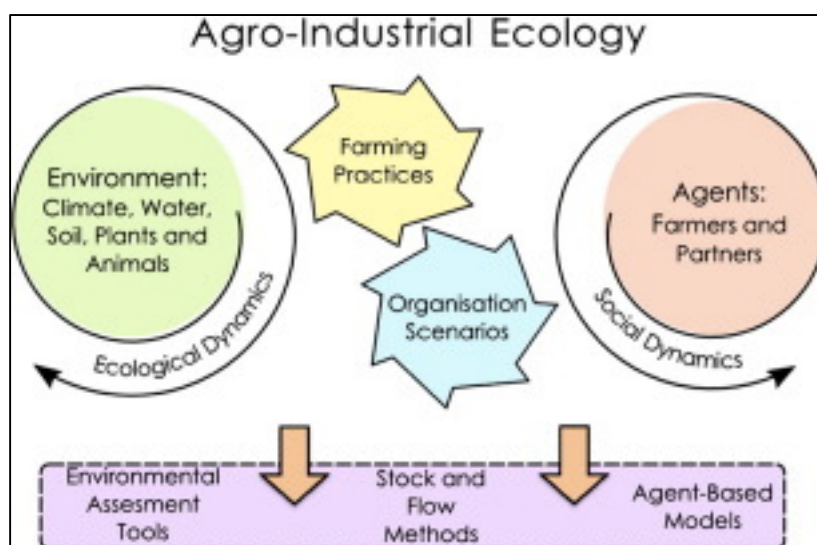 Agro-Industrial Ecology
Environment:
Climate, Water,
Soil, Plants and
Animals
Ecological Dynamics
Farming
Practices
Organisation
Scenarios
Agents:
Farmers and
Partners
Social Dynamics
Environmental
Assesment
Tools
Stock and
Flow
Methods
Agent-Based
Models